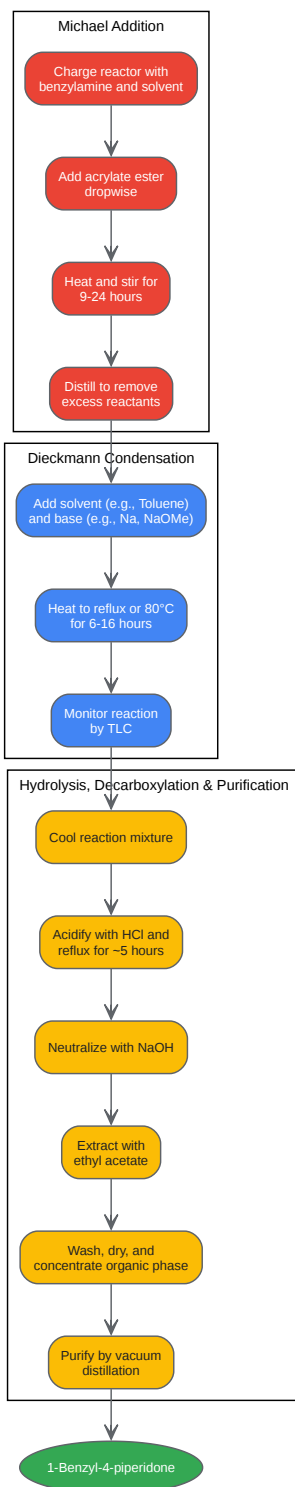 Michael Addition
Charge reactor with
benzylamine and solvent
Add acrylate ester
dropwise
Heat and stir for
9-24 hours
Distill to remove
excess reactants
Dieckmann Condensation
Add solvent (e.g., Toluene)
and base (e.g., Na, NaOMe)
Heat to reflux or 80°C
for 6-16 hours
Monitor reaction
by TLC
Hydrolysis, Decarboxylation & Purification
Cool reaction mixture
Acidify with HCl and
reflux for ~5 hours
Neutralize with NaOH
Extract with
ethyl acetate
Wash, dry, and
concentrate organic phase
Purify by vacuum
distillation
1-Benzyl-4-piperidone